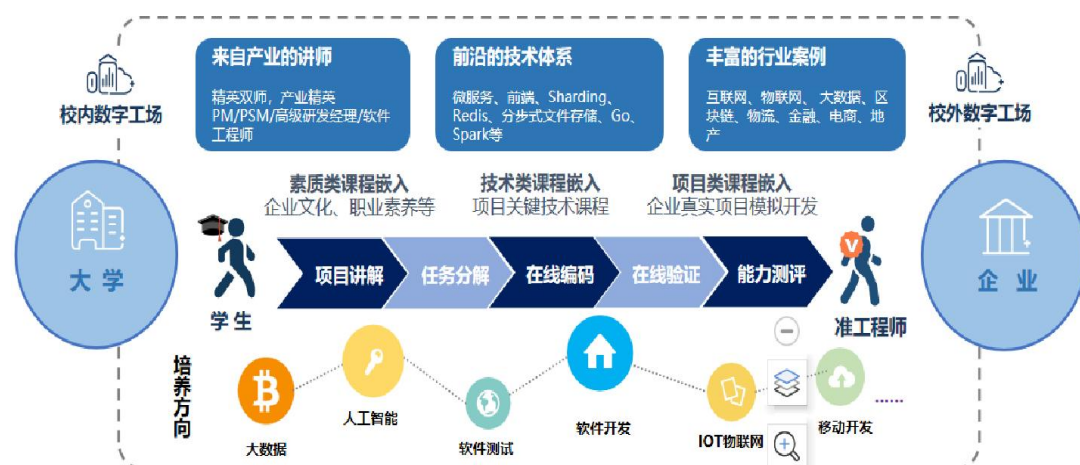 来自产业的讲师
精英双师，产业精英
PM/PSM/高级研发经理/软件
工程师
前沿的技术体系
微服务、前端、Sharding、
Redis、分步式文件存储、Go、
Spark等
丰富的行业案例
互联网、物联网、大数据、区
块链、物流、金融、电商、地
产
校内数字工场
校外数字工场
大学
企业
素质类课程嵌入
企业文化、职业素养等
技术类课程嵌入
项目关键技术课程
项目类课程嵌入
企业真实项目模拟开发
学生
项目讲解
任务分解
在线编码
在线验证
能力测评
V
准工程师
培养方向
大数据
人工智能
软件测试
软件开发
IOT物联网
移动开发
......